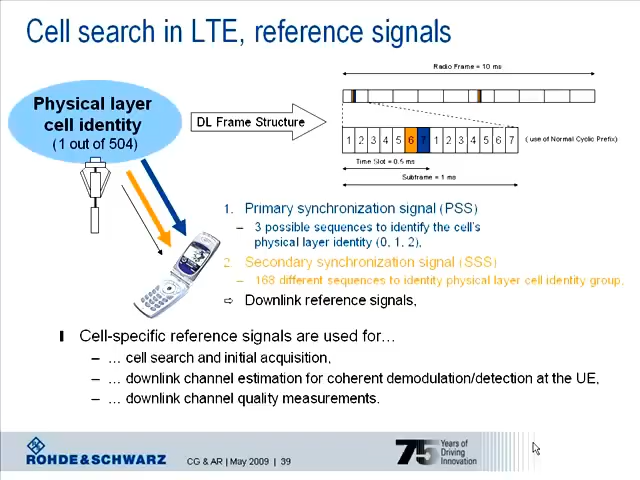 Cell search in LTE, reference signals
Radio Frame = 10 ms
Physical layer
cell identity
(1 out of 504)
DL Frame Structure
1 2 3 4 5 6 7 1 2 3 4 5 6 7
( use of Normal Cyclic Prefix)
Time Slot = 0.5 ms
Subframe = 1 ms
1. Primary synchronization signal (PSS)
– 3 possible sequences to identify the cell's
physical layer identity (0, 1, 2),
2. Secondary synchronization signal (SSS)
– 168 different sequences to identify physical layer cell identity group,
⇨ Downlink reference signals,
Cell-specific reference signals are used for…
– … cell search and initial acquisition,
– … downlink channel estimation for coherent demodulation/detection at the UE,
– … downlink channel quality measurements.
ROHDE&SCHWARZ
CG & AR | May 2009 | 39
75 Years of
Driving
Innovation